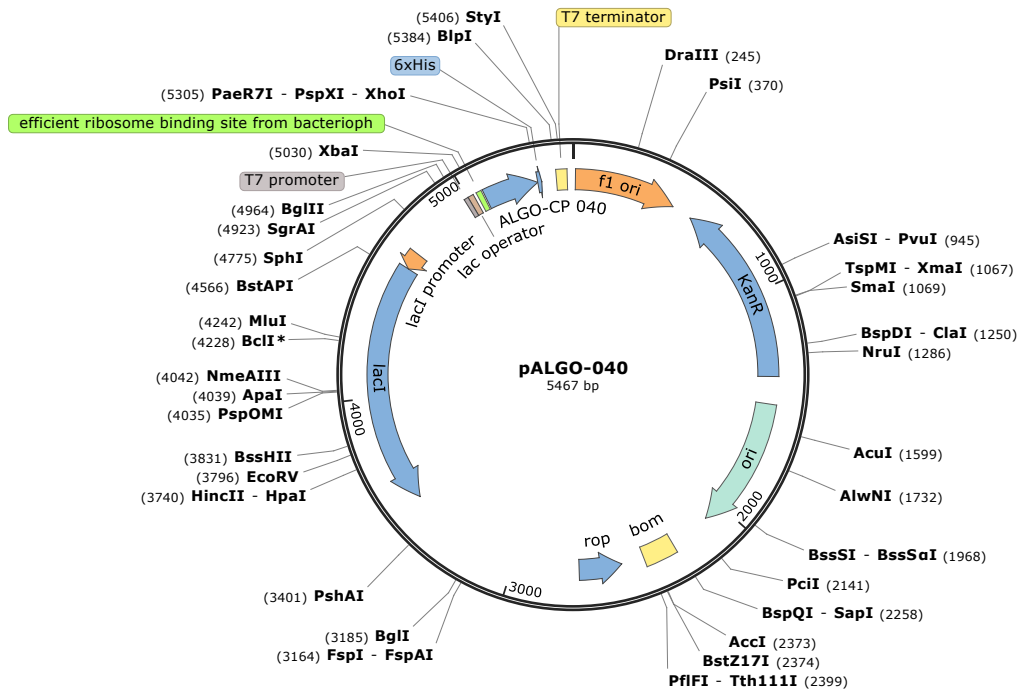 (5406) StyI
(5384) BlpI
T7 terminator
6xHis
(5305) PaeR7I - PspXI - XhoI
efficient ribosome binding site from bacterioph
(5030) XbaI
T7 promoter
(4964) BglII
(4923) SgrAI
(4775) SphI
(4566) BstAPI
(4242) MluI
(4228) BclI*
(4042) NmeAIII
(4039) ApaI
(4035) PspOMI
(3831) BssHII
(3796) EcoRV
(3740) HincII - HpaI
(3401) PshAI
(3185) BglI
(3164) FspI - FspAI
DraIII (245)
PsiI (370)
AsiSI - PvuI (945)
TspMI - XmaI (1067)
SmaI (1069)
BspDI - ClaI (1250)
NruI (1286)
AcuI (1599)
AlwNI (1732)
BssSI - BssSαI (1968)
PciI (2141)
BspQI - SapI (2258)
AccI (2373)
BstZ17I (2374)
PflFI - Tth111I (2399)
5000
1000
2000
3000
4000
f1 ori
KanR
ori
bom
rop
lacI
lacI promoter
lac operator
ALGO-CP 040
pALGO-040
5467 bp